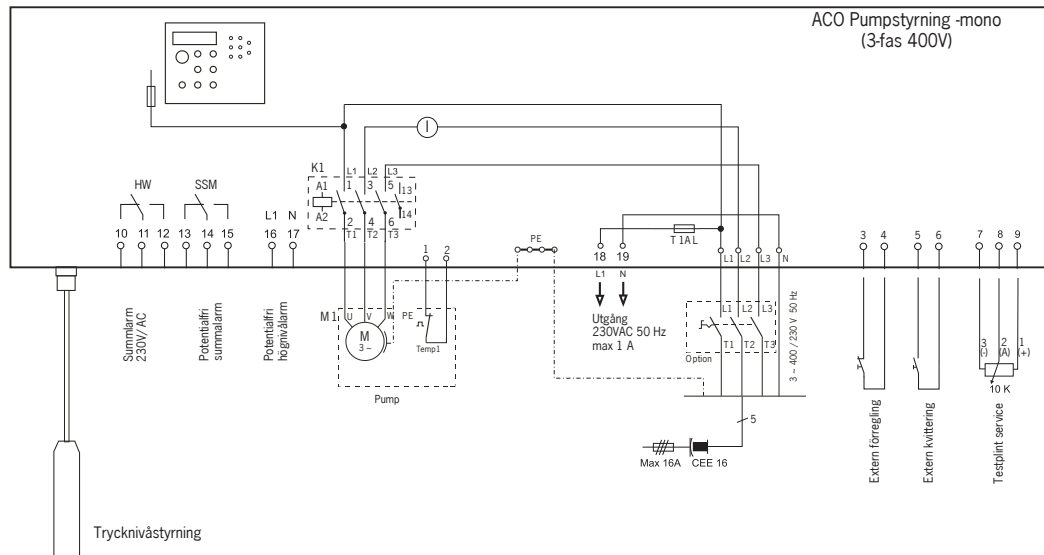 ACO Pumpstyrning -mono
(3-fas 400V)
I
K1
L1 L2 L3
A1 1 3 5 13
A2 2 4 6 14
T1 T2 T3
HW SSM
L1 N
10 11 12 13 14 15 16 17
1 2
PE
T 1A L
18 19
L1 L2 L3 N
3 4 5 6 7 8 9
L1 N
Utgång
230VAC 50 Hz
max 1 A
Summlarm
230V/ AC
Potentialfri
summalarm
Potentialfri
högnivålarm
M1 U V W
M
3 ~
PE
Temp1
Pump
L1 L2 L3
T1 T2 T3
Option
3 ~ 400 / 230 V 50 Hz
5
Max 16A CEE 16
3 2 1
(-) (A) (+)
10 K
Extern förregling
Extern kvittering
Testplint service
Trycknivåstyrning